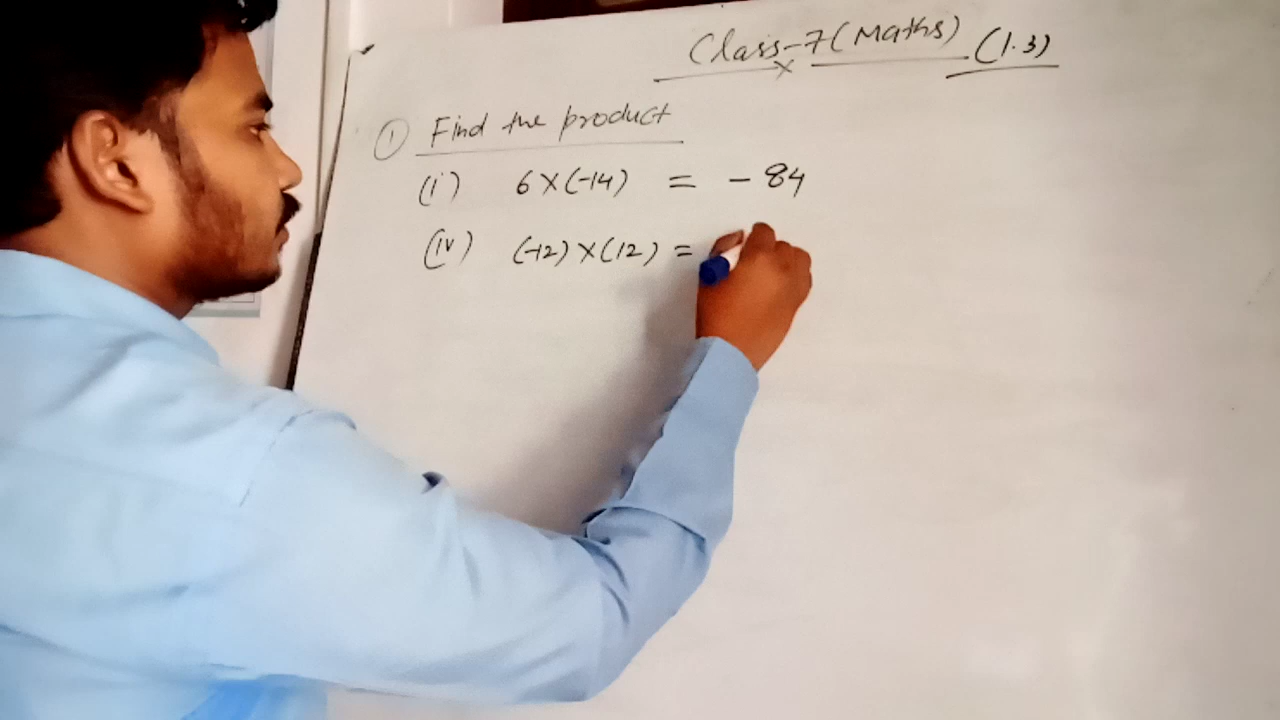 Class-7 (Maths) (1.3)
① Find the product
(i) 6×(-14) = - 84
(iv) (-12)×(12) =